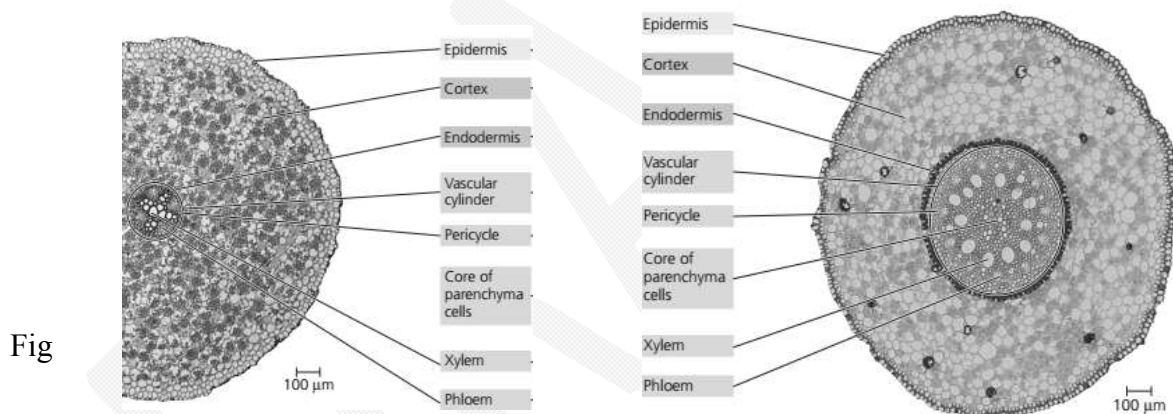 Epidermis
Cortex
Endodermis
Vascular
cylinder
Pericycle
Core of
parenchyma
cells
Xylem
Phloem
100 µm
Epidermis
Cortex
Endodermis
Vascular
cylinder
Pericycle
Core of
parenchyma
cells
Xylem
Phloem
100 µm
Fig